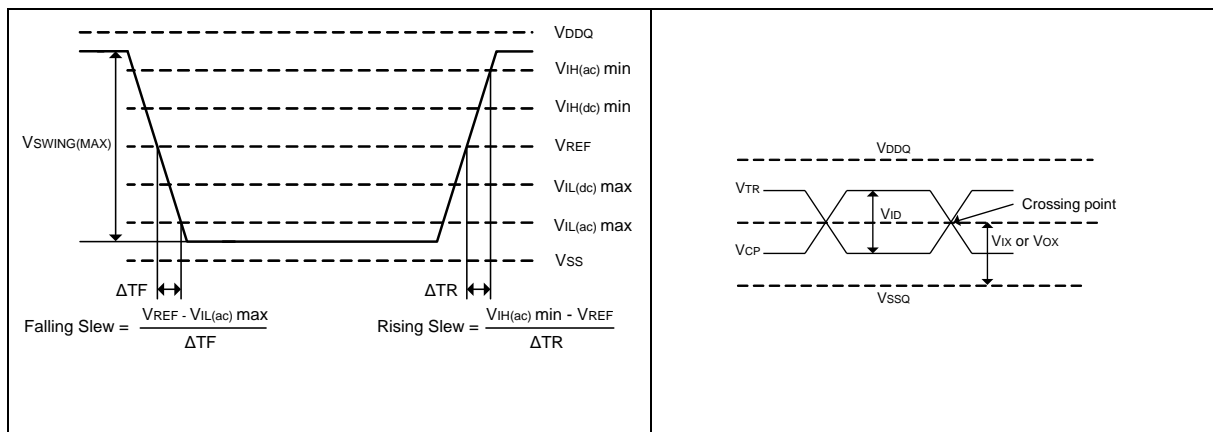 VDDQ
VIH(ac) min
VIH(dc) min
VSWING(MAX)
VREF
VIL(dc) max
VIL(ac) max
VSS
ΔTF
ΔTR
Falling Slew = VREF - VIL(ac) max
ΔTF
Rising Slew = VIH(ac) min - VREF
ΔTR
VDDQ
VTR
VID
Crossing point
VIX or VOX
VCP
VSSQ